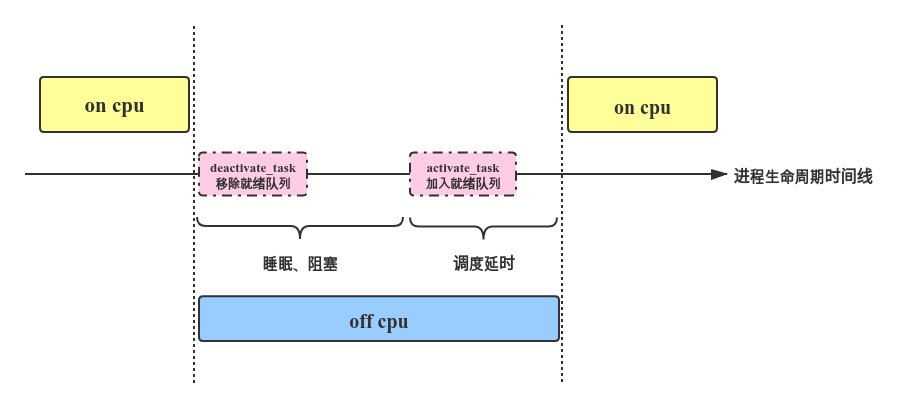 on cpu
on cpu
deactivate_task
移除就绪队列
activate_task
加入就绪队列
进程生命周期时间线
睡眠、阻塞
调度延时
off cpu